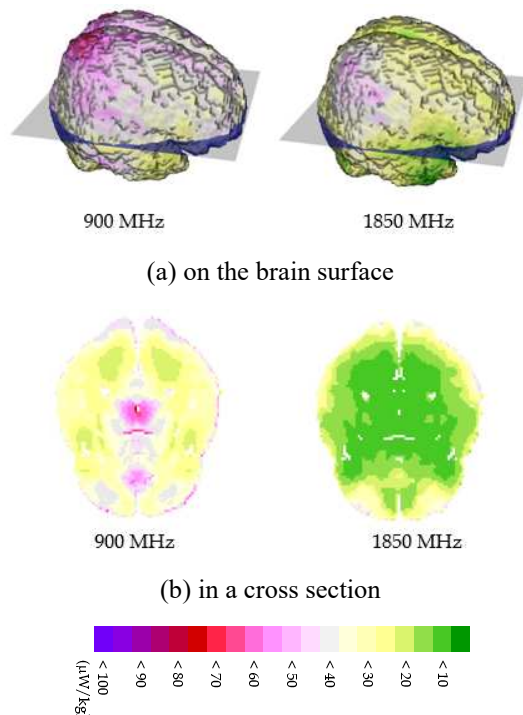 900 MHz
1850 MHz
(a) on the brain surface
900 MHz
1850 MHz
(b) in a cross section
< 100
< 90
< 80
< 70
< 60
< 50
< 40
< 30
< 20
< 10
(μW/kg